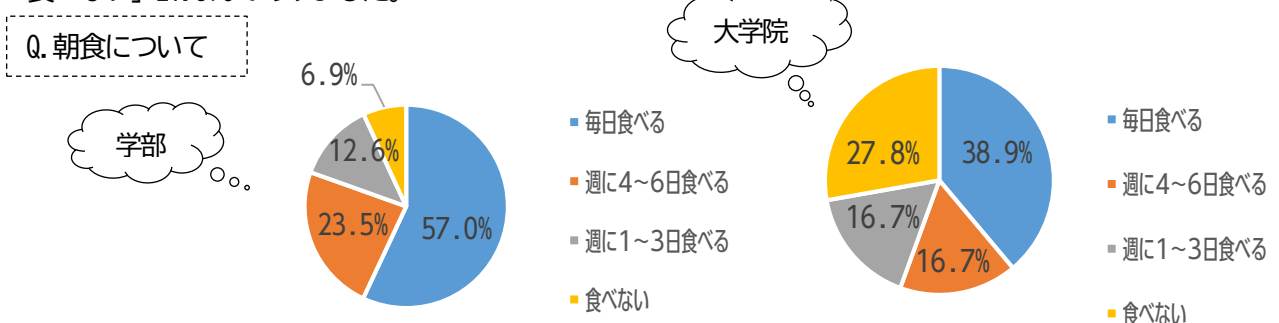 Q.朝食について
学部
6.9%
12.6%
23.5%
57.0%
毎日食べる
週に4~6日食べる
週に1~3日食べる
食べない
大学院
27.8%
38.9%
16.7%
16.7%
毎日食べる
週に4~6日食べる
週に1~3日食べる
食べない